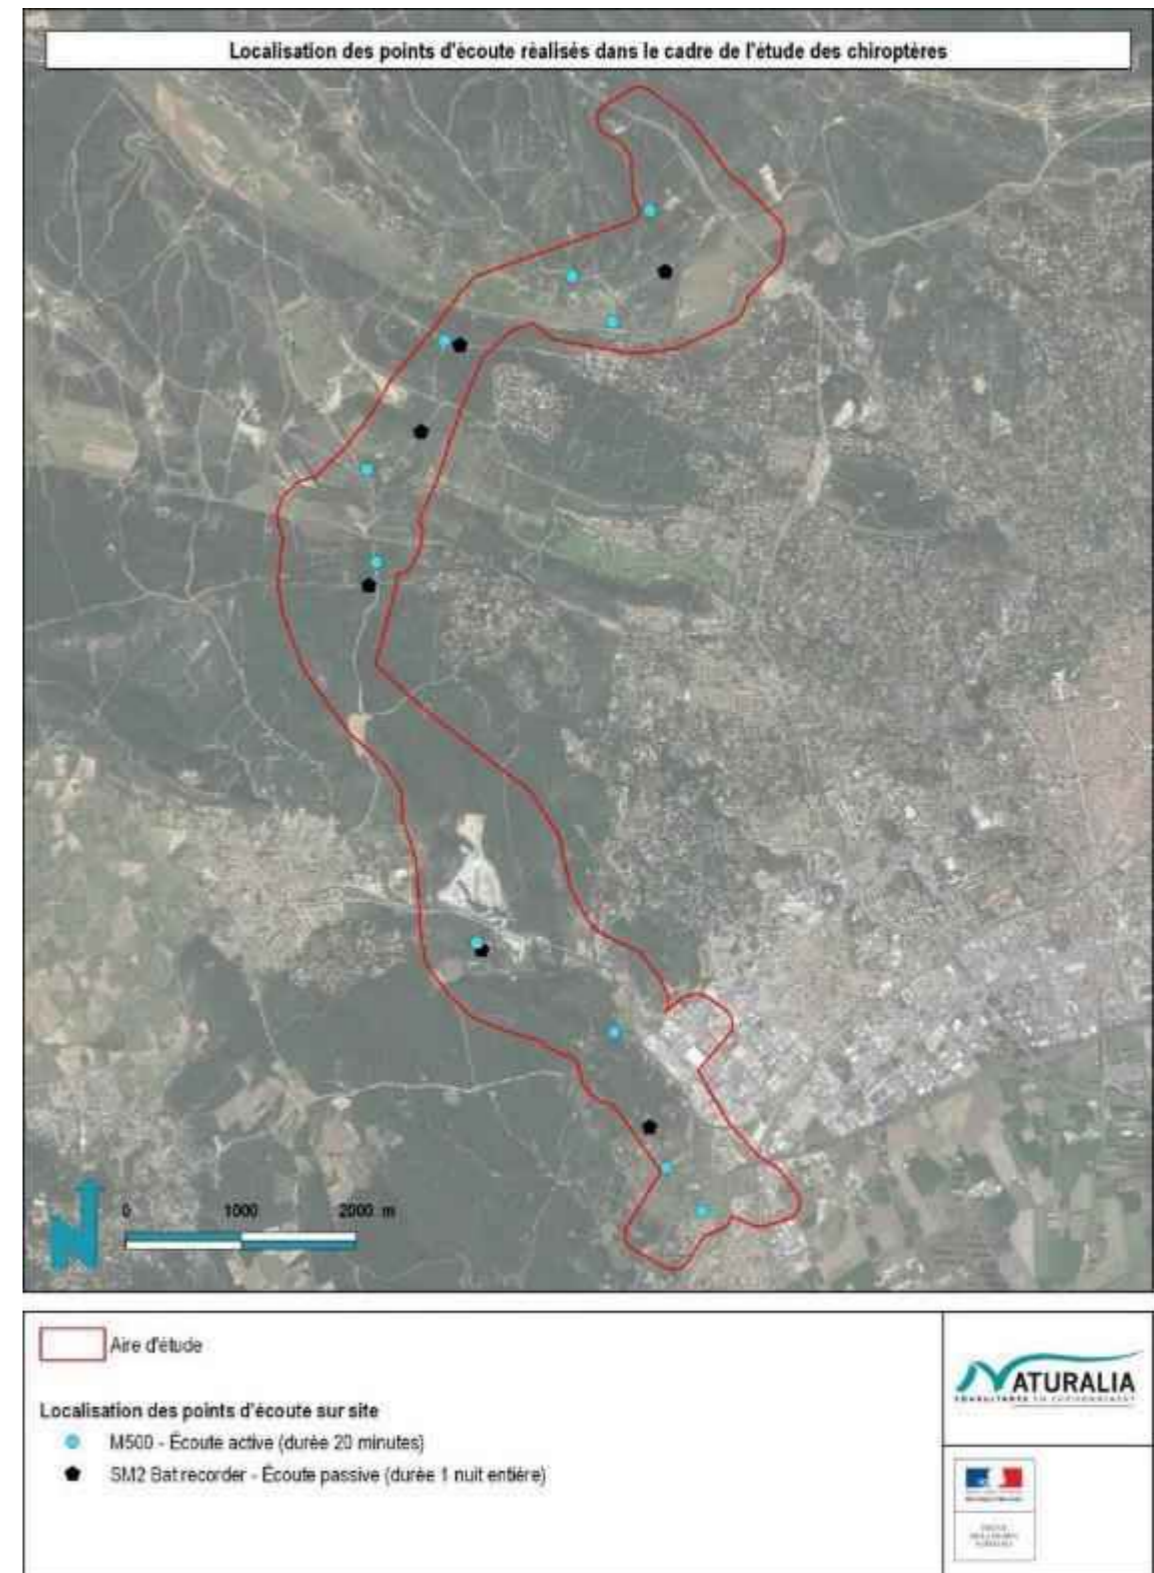 Localisation des points d'écoute réalisés dans le cadre de l'étude des chiroptères
N
0 1000 2000 m
Aire d'étude
Localisation des points d'écoute sur site
M500 - Écoute active (durée 20 minutes)
SM2 Bat recorder - Écoute passive (durée 1 nuit entière)
NATURALIA